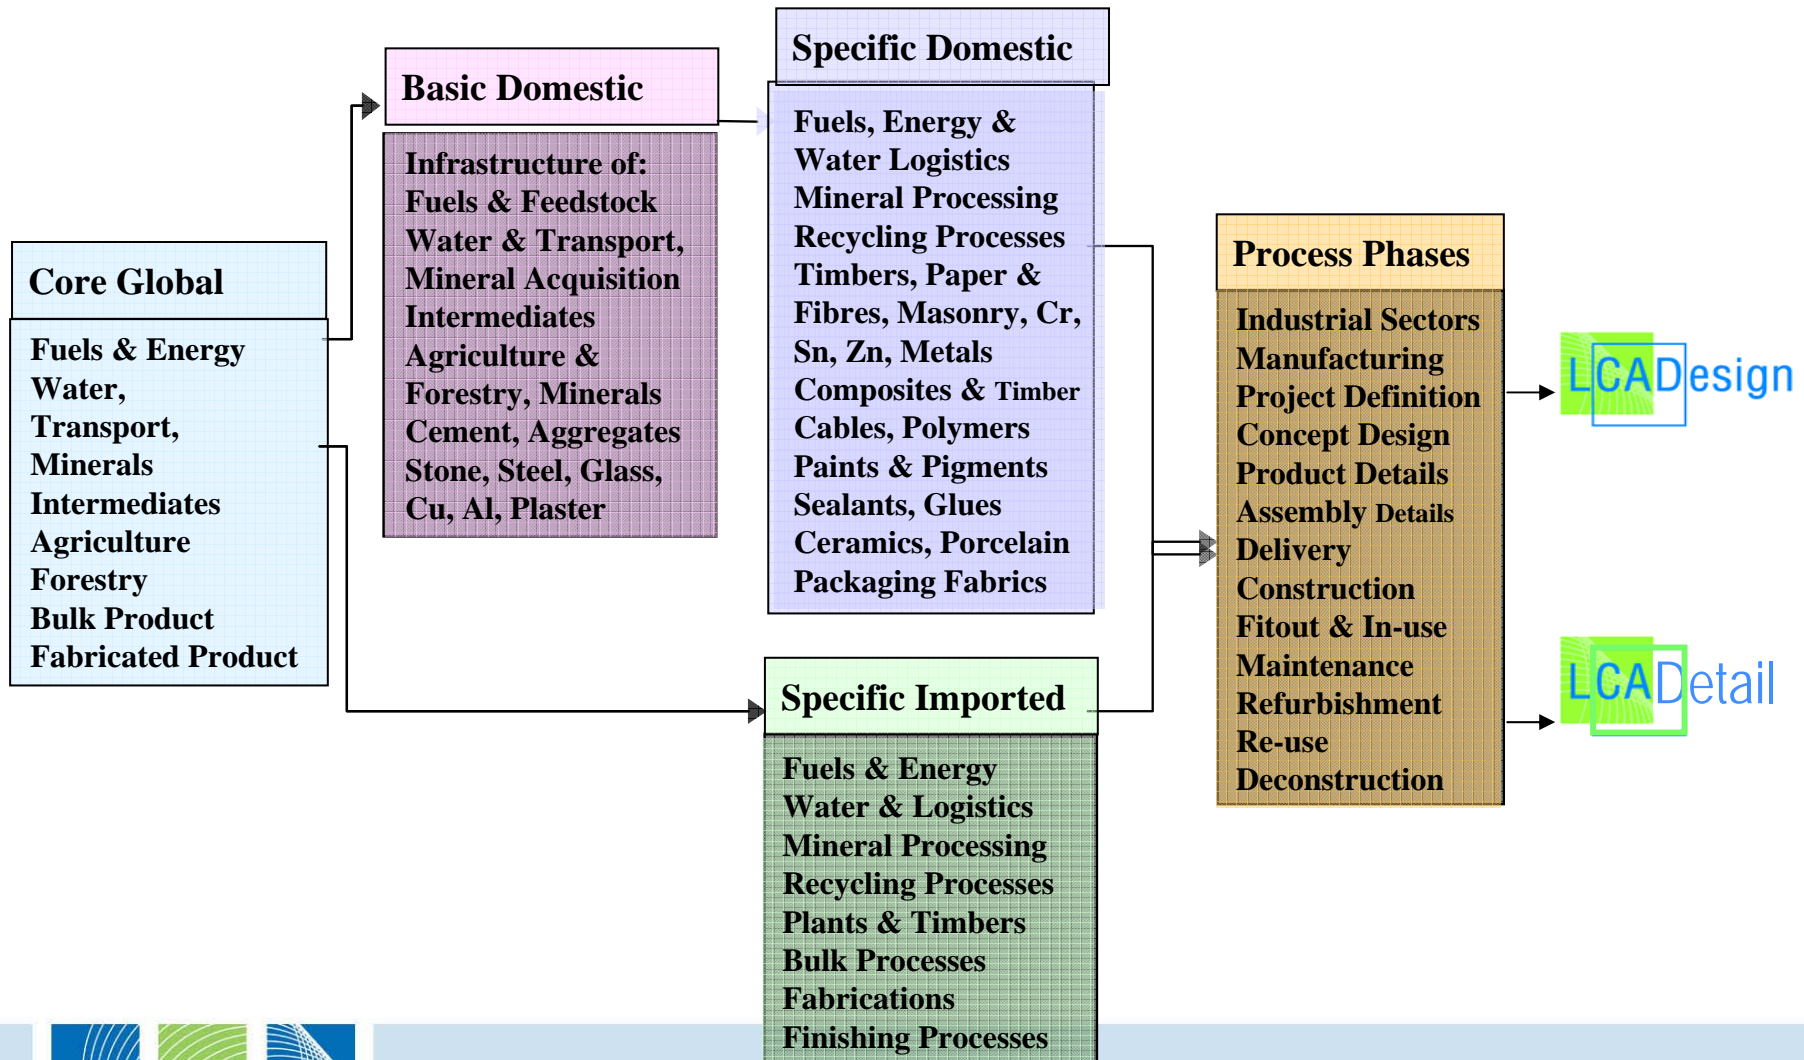 Core Global
Fuels & Energy
Water,
Transport,
Minerals
Intermediates
Agriculture
Forestry
Bulk Product
Fabricated Product
Basic Domestic
Infrastructure of:
Fuels & Feedstock
Water & Transport,
Mineral Acquisition
Intermediates
Agriculture &
Forestry, Minerals
Cement, Aggregates
Stone, Steel, Glass,
Cu, Al, Plaster
Specific Domestic
Fuels, Energy &
Water Logistics
Mineral Processing
Recycling Processes
Timbers, Paper &
Fibres, Masonry, Cr,
Sn, Zn, Metals
Composites & Timber
Cables, Polymers
Paints & Pigments
Sealants, Glues
Ceramics, Porcelain
Packaging Fabrics
Specific Imported
Fuels & Energy
Water & Logistics
Mineral Processing
Recycling Processes
Plants & Timbers
Bulk Processes
Fabrications
Finishing Processes
Process Phases
Industrial Sectors
Manufacturing
Project Definition
Concept Design
Product Details
Assembly Details
Delivery
Construction
Fitout & In-use
Maintenance
Refurbishment
Re-use
Deconstruction
LCADesign
LCADetail